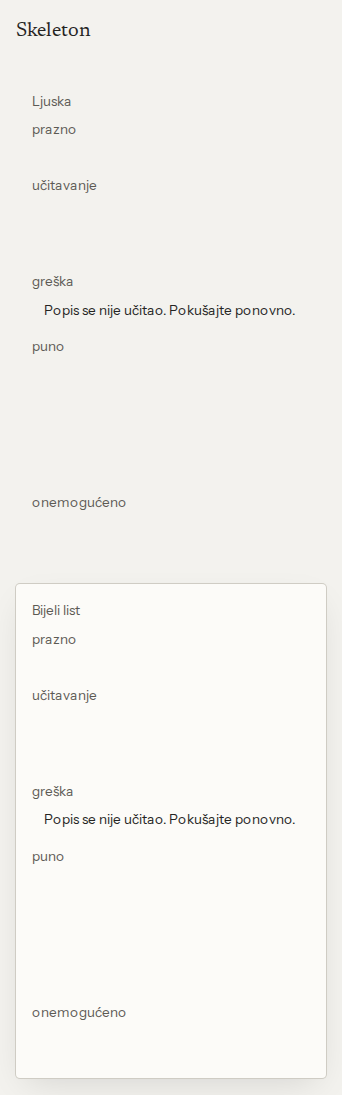 Skeleton
Ljuska
prazno
učitavanje
greška
Popis se nije učitao. Pokušajte ponovno.
puno
onemogućeno
Bijeli list
prazno
učitavanje
greška
Popis se nije učitao. Pokušajte ponovno.
puno
onemogućeno